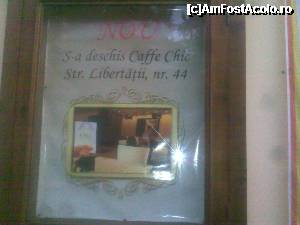 [c]AmFostAcolo.ro
NOU
S-a deschis Caffe Chic
Str. Libertății, nr. 44